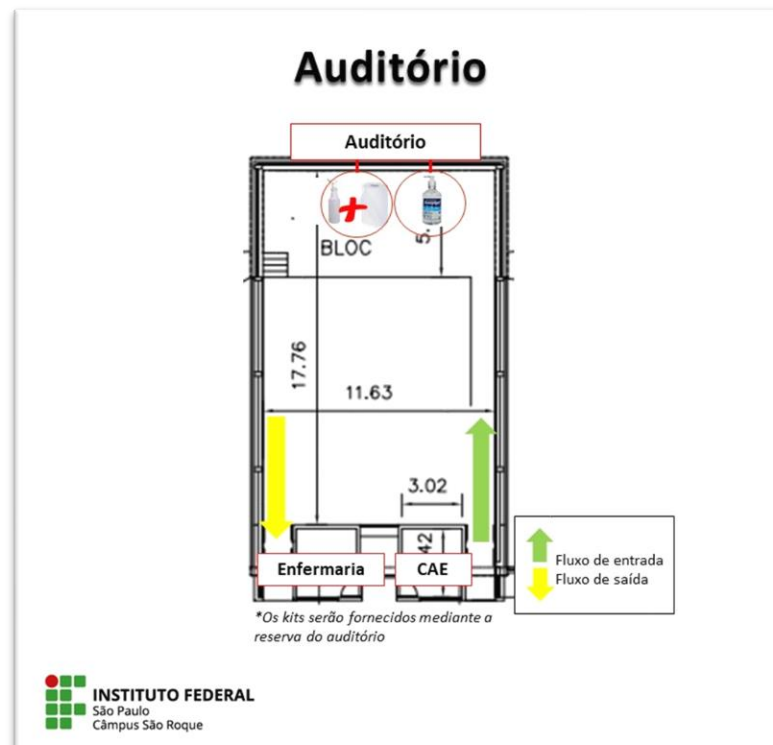 Auditório
Auditório
BLOC
5.
17.76
11.63
3.02
42
Enfermaria
CAE
Fluxo de entrada
Fluxo de saída
*Os kits serão fornecidos mediante a
reserva do auditório
INSTITUTO FEDERAL
São Paulo
Câmpus São Roque